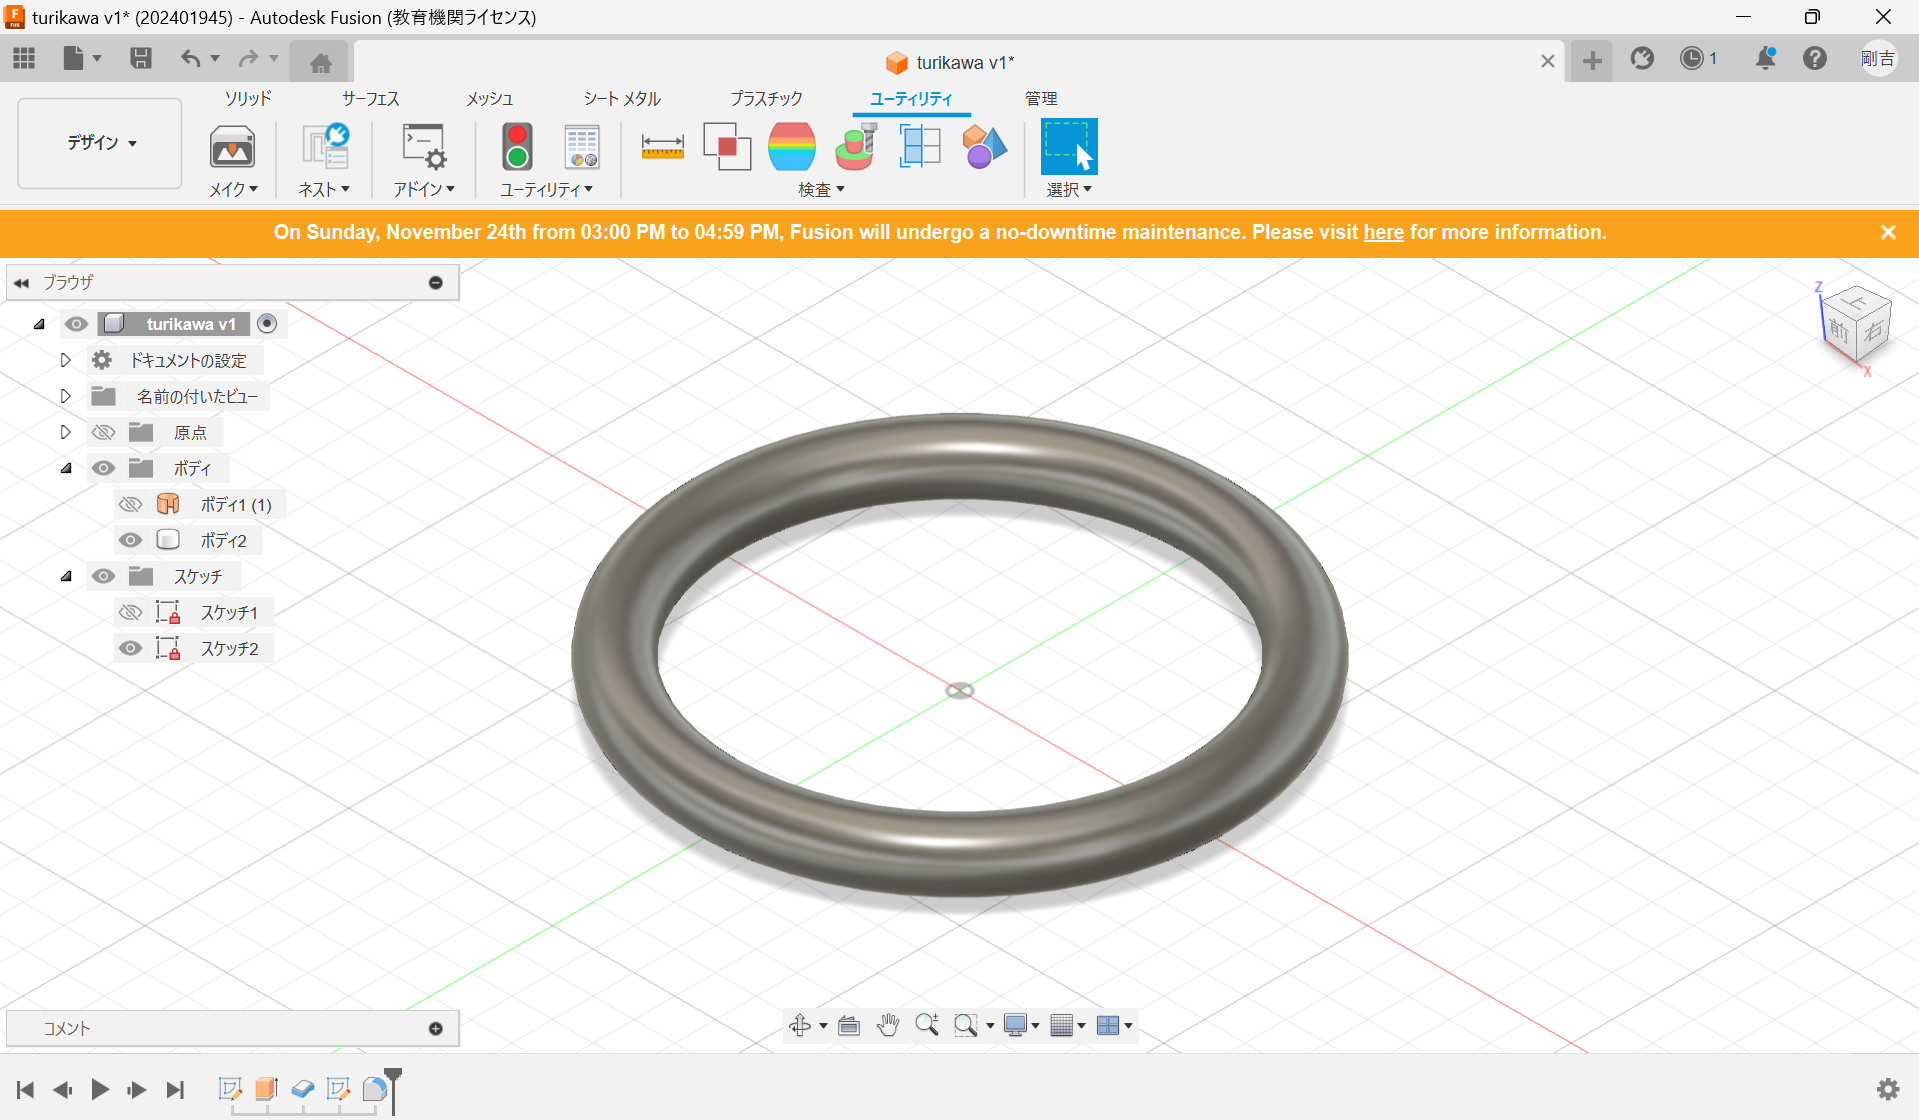 turikawa v1* (202401945) - Autodesk Fusion (教育機関ライセンス)
turikawa v1*
1
剛吉
デザイン
ソリッド サーフェス メッシュ シート メタル プラスチック ユーティリティ 管理
メイク ネスト アドイン ユーティリティ 検査 選択
On Sunday, November 24th from 03:00 PM to 04:59 PM, Fusion will undergo a no-downtime maintenance. Please visit here for more information.
ブラウザ
turikawa v1
ドキュメントの設定
名前の付いたビュー
原点
ボディ
ボディ1 (1)
ボディ2
スケッチ
スケッチ1
スケッチ2
Z
上
前 右
X
コメント